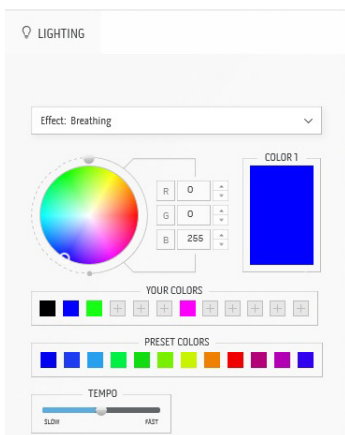 LIGHTING
Effect: Breathing
COLOR 1
R 0
G 0
B 255
YOUR COLORS
PRESET COLORS
TEMPO
SLOW FAST